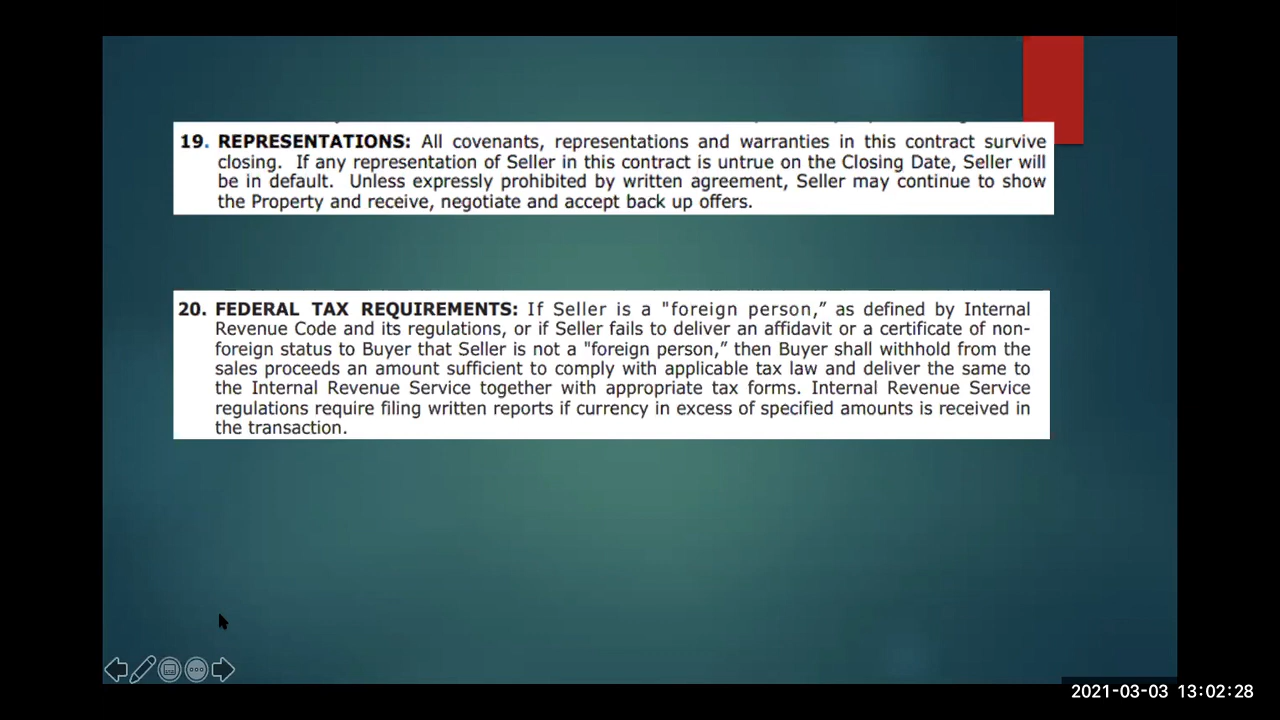 19. REPRESENTATIONS: All covenants, representations and warranties in this contract survive
closing. If any representation of Seller in this contract is untrue on the Closing Date, Seller will
be in default. Unless expressly prohibited by written agreement, Seller may continue to show
the Property and receive, negotiate and accept back up offers.
20. FEDERAL TAX REQUIREMENTS: If Seller is a "foreign person,” as defined by Internal
Revenue Code and its regulations, or if Seller fails to deliver an affidavit or a certificate of non-
foreign status to Buyer that Seller is not a "foreign person,” then Buyer shall withhold from the
sales proceeds an amount sufficient to comply with applicable tax law and deliver the same to
the Internal Revenue Service together with appropriate tax forms. Internal Revenue Service
regulations require filing written reports if currency in excess of specified amounts is received in
the transaction.
2021-03-03 13:02:28